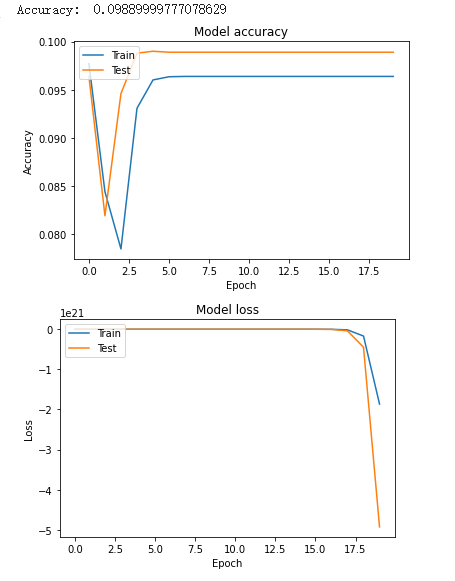 Accuracy: 0.09889999777078629
Model accuracy
0.100
0.095
0.090
0.085
0.080
Accuracy
Train
Test
0.0 2.5 5.0 7.5 10.0 12.5 15.0 17.5
Epoch
Model loss
1e21
0
−1
−2
−3
−4
−5
Loss
Train
Test
0.0 2.5 5.0 7.5 10.0 12.5 15.0 17.5
Epoch